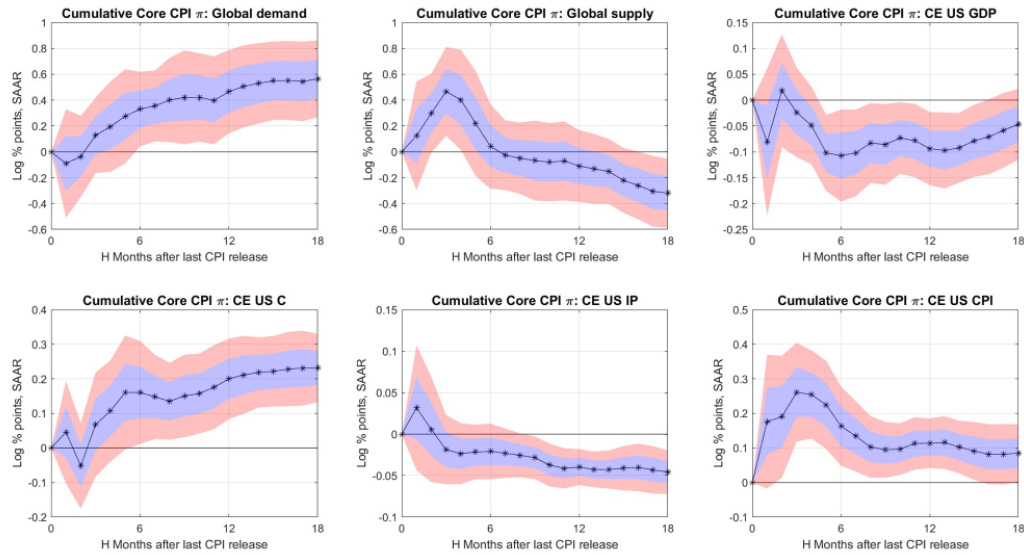 Cumulative Core CPI π: Global demand
Log % points, SAAR
1
0.8
0.6
0.4
0.2
0
-0.2
-0.4
-0.6
0 6 12 18
H Months after last CPI release
Cumulative Core CPI π: Global supply
Log % points, SAAR
1
0.8
0.6
0.4
0.2
0
-0.2
-0.4
-0.6
0 6 12 18
H Months after last CPI release
Cumulative Core CPI π: CE US GDP
Log % points, SAAR
0.15
0.1
0.05
0
-0.05
-0.1
-0.15
-0.2
-0.25
0 6 12 18
H Months after last CPI release
Cumulative Core CPI π: CE US C
Log % points, SAAR
0.4
0.3
0.2
0.1
0
-0.1
-0.2
0 6 12 18
H Months after last CPI release
Cumulative Core CPI π: CE US IP
Log % points, SAAR
0.15
0.1
0.05
0
-0.05
-0.1
0 6 12 18
H Months after last CPI release
Cumulative Core CPI π: CE US CPI
Log % points, SAAR
0.5
0.4
0.3
0.2
0.1
0
-0.1
0 6 12 18
H Months after last CPI release